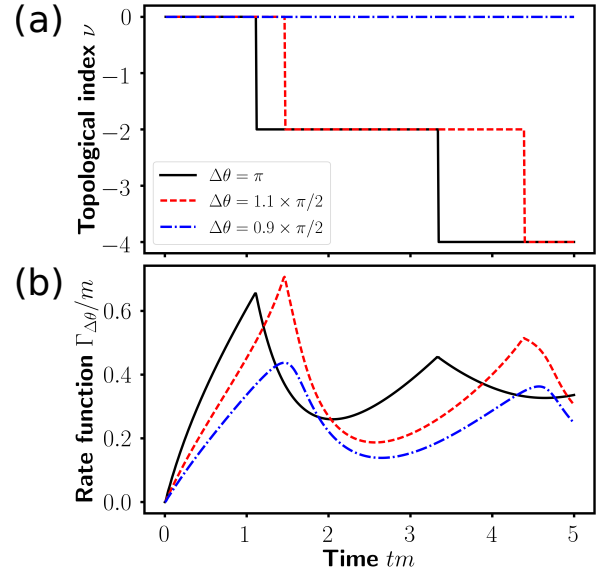 (a)
Topological index ν
0
−1
−2
−3
−4
Δθ = π
Δθ = 1.1 × π/2
Δθ = 0.9 × π/2
(b)
Rate function Γ_Δθ/m
0.6
0.4
0.2
0.0
0 1 2 3 4 5
Time tm